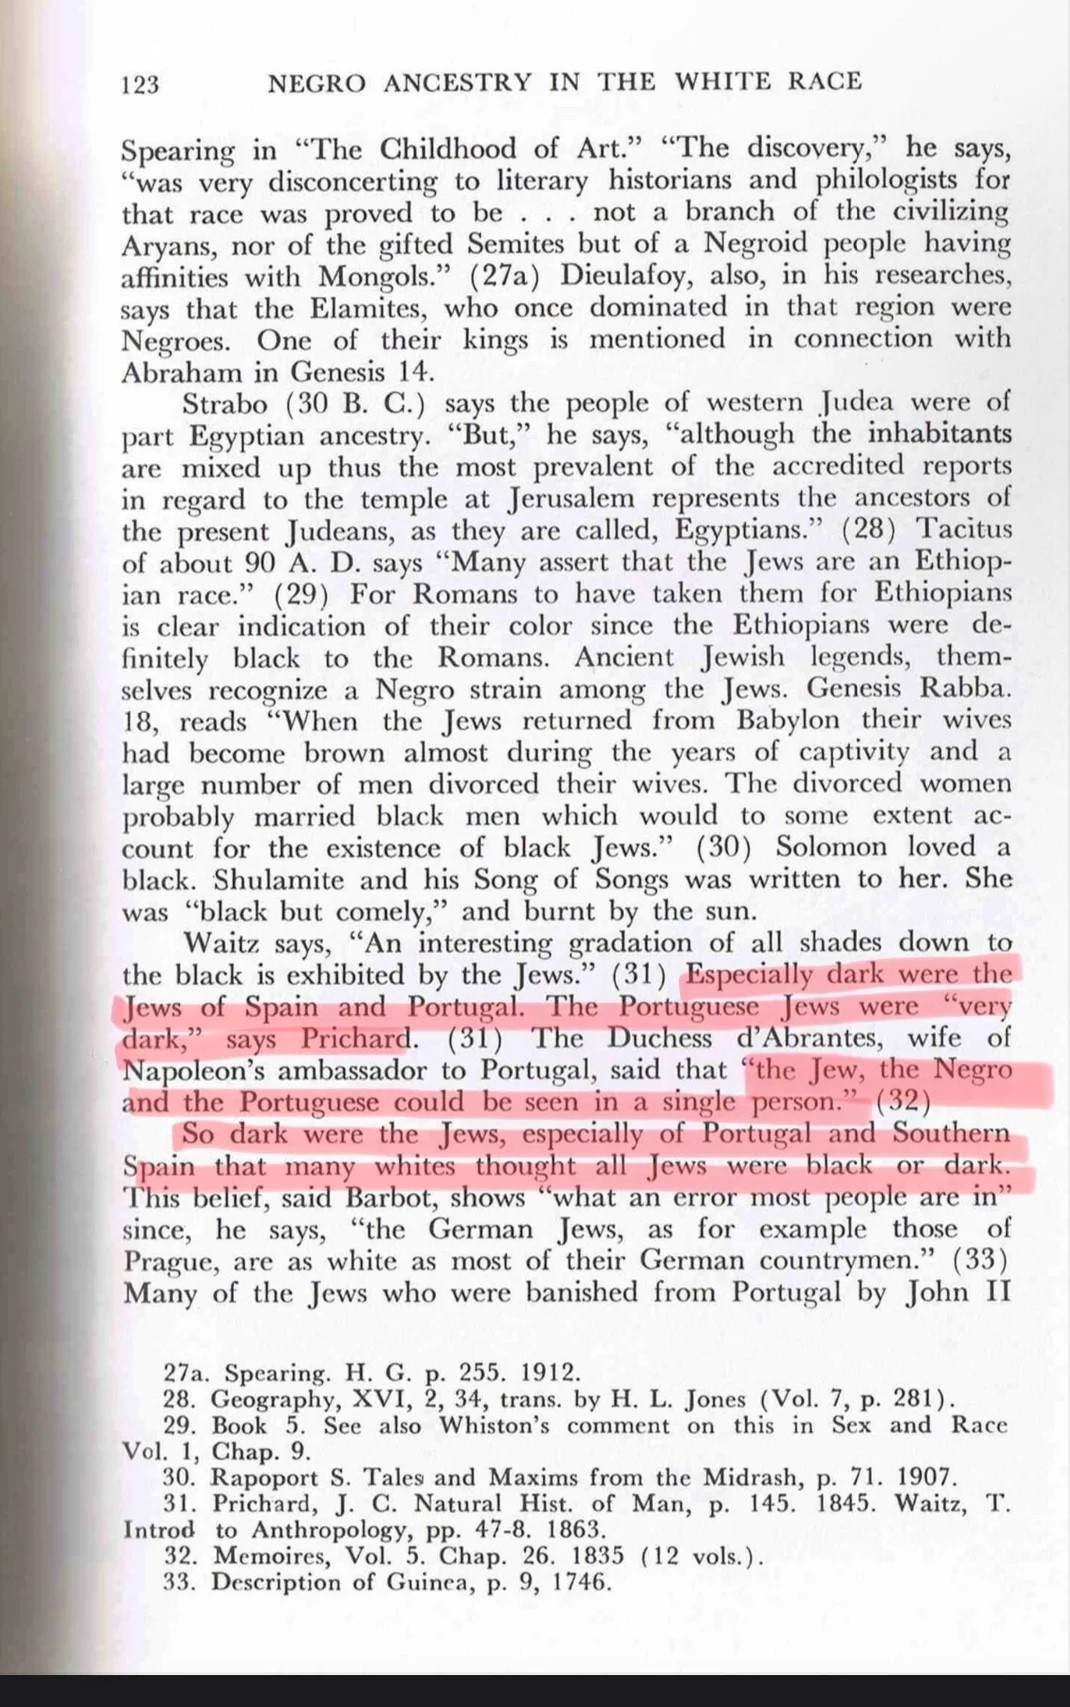 123 NEGRO ANCESTRY IN THE WHITE RACE
Spearing in “The Childhood of Art.” “The discovery,” he says,
“was very disconcerting to literary historians and philologists for
that race was proved to be . . . not a branch of the civilizing
Aryans, nor of the gifted Semites but of a Negroid people having
affinities with Mongols.” (27a) Dieulafoy, also, in his researches,
says that the Elamites, who once dominated in that region were
Negroes. One of their kings is mentioned in connection with
Abraham in Genesis 14.
Strabo (30 B. C.) says the people of western Judea were of
part Egyptian ancestry. “But,” he says, “although the inhabitants
are mixed up thus the most prevalent of the accredited reports
in regard to the temple at Jerusalem represents the ancestors of
the present Judeans, as they are called, Egyptians.” (28) Tacitus
of about 90 A. D. says “Many assert that the Jews are an Ethiop-
ian race.” (29) For Romans to have taken them for Ethiopians
is clear indication of their color since the Ethiopians were de-
finitely black to the Romans. Ancient Jewish legends, them-
selves recognize a Negro strain among the Jews. Genesis Rabba.
18, reads “When the Jews returned from Babylon their wives
had become brown almost during the years of captivity and a
large number of men divorced their wives. The divorced women
probably married black men which would to some extent ac-
count for the existence of black Jews.” (30) Solomon loved a
black. Shulamite and his Song of Songs was written to her. She
was “black but comely,” and burnt by the sun.
Waitz says, “An interesting gradation of all shades down to
the black is exhibited by the Jews.” (31) Especially dark were the
Jews of Spain and Portugal. The Portuguese Jews were “very
dark,” says Prichard. (31) The Duchess d’Abrantes, wife of
Napoleon’s ambassador to Portugal, said that “the Jew, the Negro
and the Portuguese could be seen in a single person.” (32)
So dark were the Jews, especially of Portugal and Southern
Spain that many whites thought all Jews were black or dark.
This belief, said Barbot, shows “what an error most people are in”
since, he says, “the German Jews, as for example those of
Prague, are as white as most of their German countrymen.” (33)
Many of the Jews who were banished from Portugal by John II
27a. Spearing. H. G. p. 255. 1912.
28. Geography, XVI, 2, 34, trans. by H. L. Jones (Vol. 7, p. 281).
29. Book 5. See also Whiston’s comment on this in Sex and Race
Vol. 1, Chap. 9.
30. Rapoport S. Tales and Maxims from the Midrash, p. 71. 1907.
31. Prichard, J. C. Natural Hist. of Man, p. 145. 1845. Waitz, T.
Introd to Anthropology, pp. 47-8. 1863.
32. Memoires, Vol. 5. Chap. 26. 1835 (12 vols.).
33. Description of Guinea, p. 9, 1746.